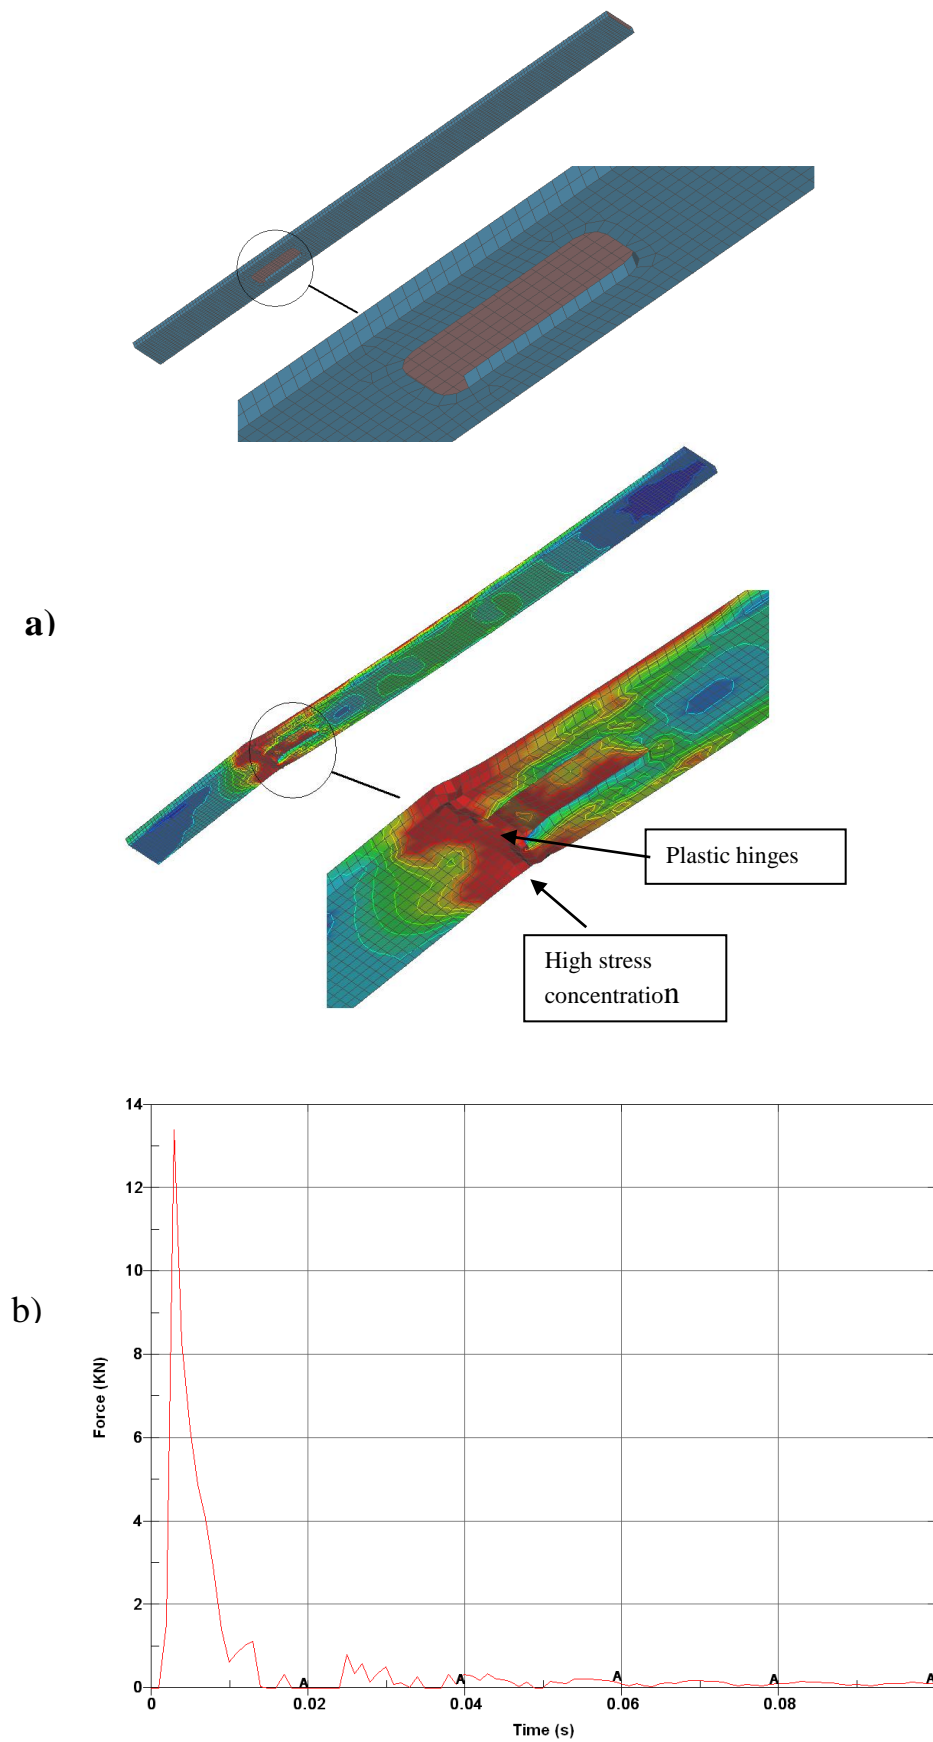 a)
Plastic hinges
High stress
concentration
b)
14
12
10
8
6
4
2
0
Force (KN)
A A A A A
0 0.02 0.04 0.06 0.08
Time (s)